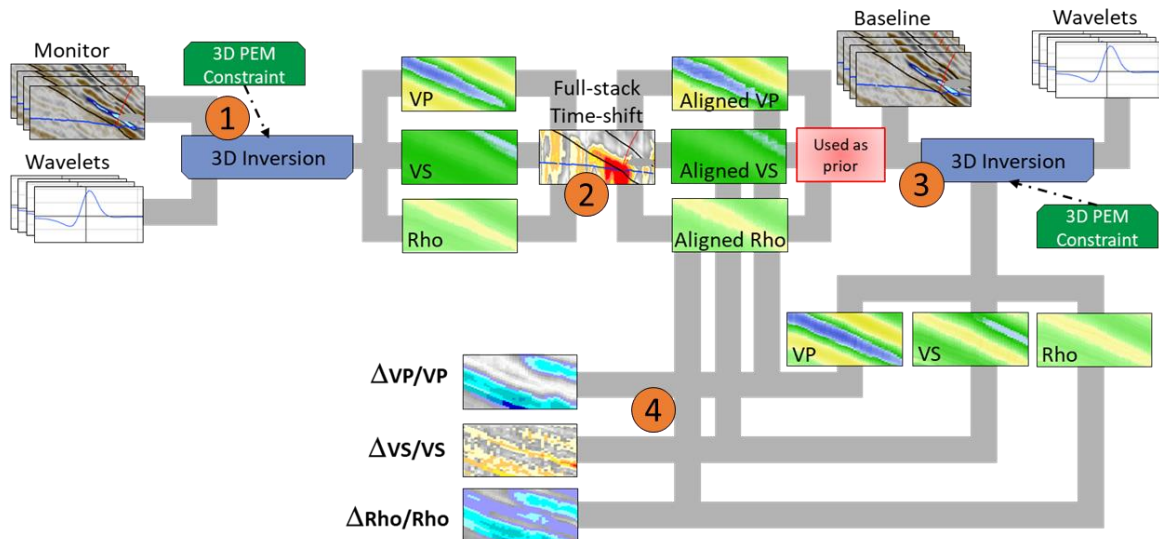 Monitor
3D PEM
Constraint
1
3D Inversion
Wavelets
VP
VS
Rho
Full-stack
Time-shift
2
Aligned VP
Aligned VS
Aligned Rho
Used as
prior
Baseline
Wavelets
3
3D Inversion
3D PEM
Constraint
VP
VS
Rho
ΔVP/VP
4
ΔVS/VS
ΔRho/Rho